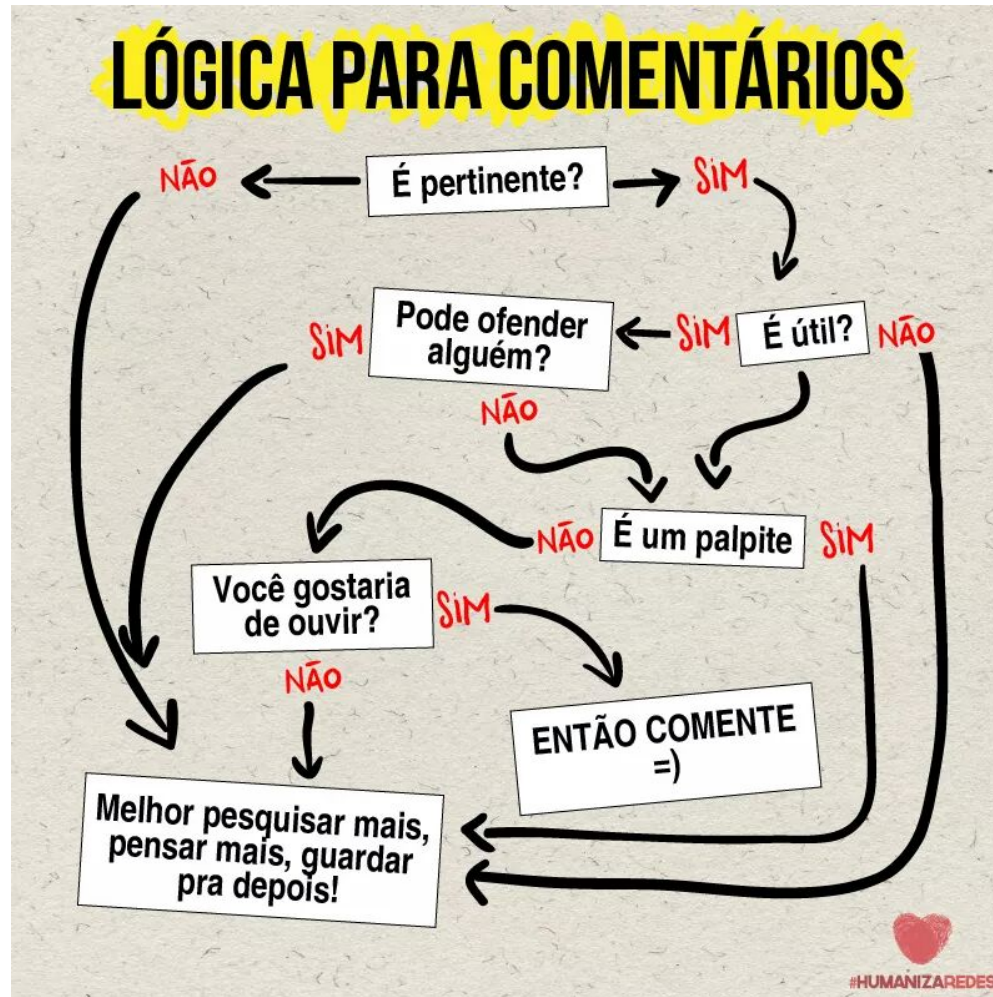 LÓGICA PARA COMENTÁRIOS
NÃO
É pertinente?
SIM
SIM
Pode ofender
alguém?
SIM
É útil?
NÃO
NÃO
NÃO
É um palpite
SIM
Você gostaria
de ouvir?
SIM
NÃO
ENTÃO COMENTE
=)
Melhor pesquisar mais,
pensar mais, guardar
pra depois!
#HUMANIZAREDES